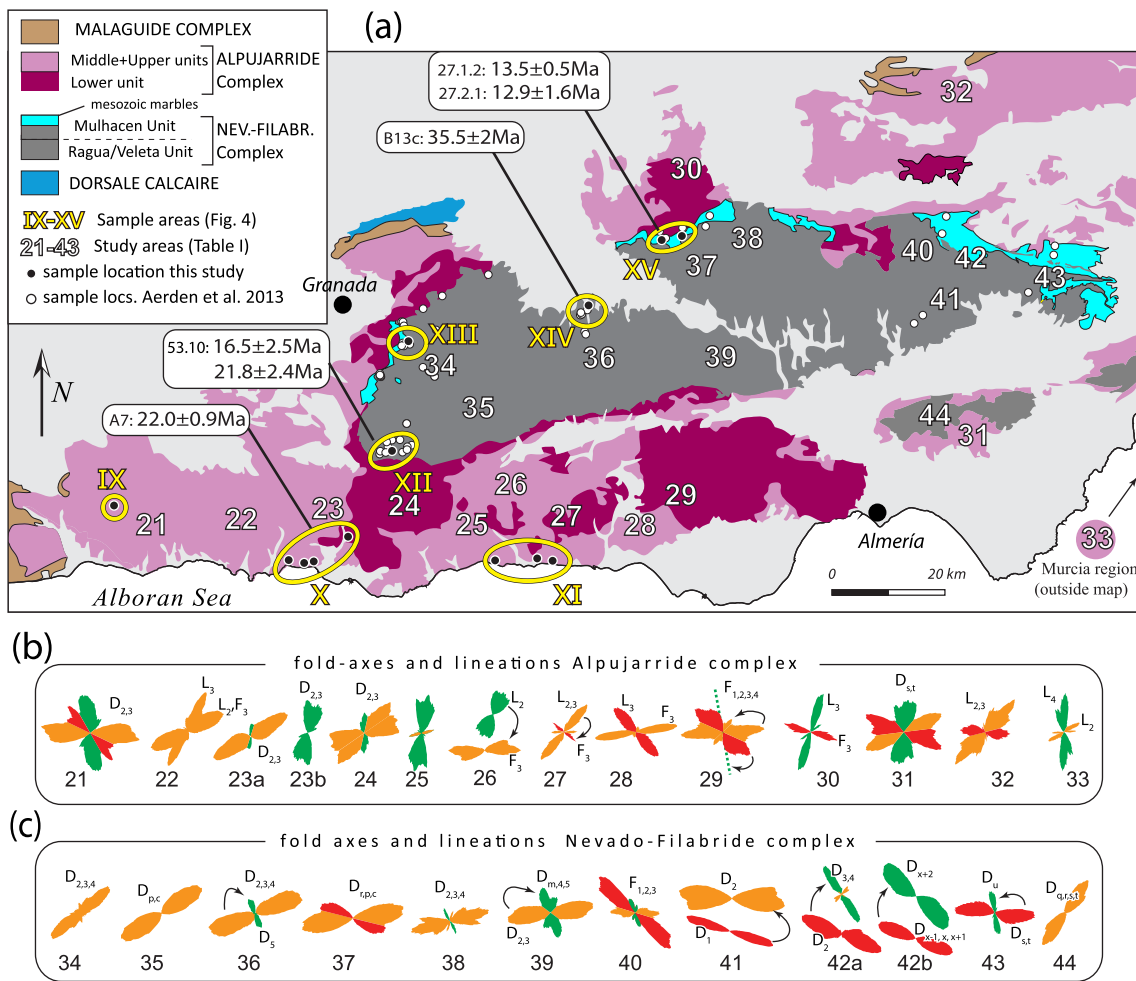 (a)
MALAGUIDE COMPLEX
Middle+Upper units
Lower unit
ALPUJARRIDE
Complex
mesozoic marbles
Mulhacen Unit
Ragua/Veleta Unit
NEV.-FILABR.
Complex
DORSALE CALCAIRE
IX-XV Sample areas (Fig. 4)
21-43 Study areas (Table I)
sample location this study
sample locs. Aerden et al. 2013
27.1.2: 13.5±0.5Ma
27.2.1: 12.9±1.6Ma
B13c: 35.5±2Ma
53.10: 16.5±2.5Ma
21.8±2.4Ma
A7: 22.0±0.9Ma
Granada
N
32
30
38
XV
37
40
42
43
41
XIII
34
XIV
36
39
35
44
31
XII
IX
21
22
23
24
26
25
27
28
29
X
XI
Almería
33
Murcia region
(outside map)
0 20 km
Alboran Sea
(b)
fold-axes and lineations Alpujarride complex
D2,3
21
L3
L2,F3
22
D2,3
23a
D2,3
23b
D2,3
24
25
L2
F3
26
L2,3
F3
27
L3
F3
28
F1,2,3,4
29
L3
F3
30
Ds,t
31
L2,3
32
L4
L2
33
(c)
fold axes and lineations Nevado-Filabride complex
D2,3,4
34
Dp,c
35
D2,3,4
D5
36
Dr,p,c
37
D2,3,4
38
Dm,4,5
D2,3
39
F1,2,3
40
D2
D1
41
D3,4
D2
42a
Dx+2
Dx-1, x, x+1
42b
Du
Ds,t
43
Dq,r,s,t
44